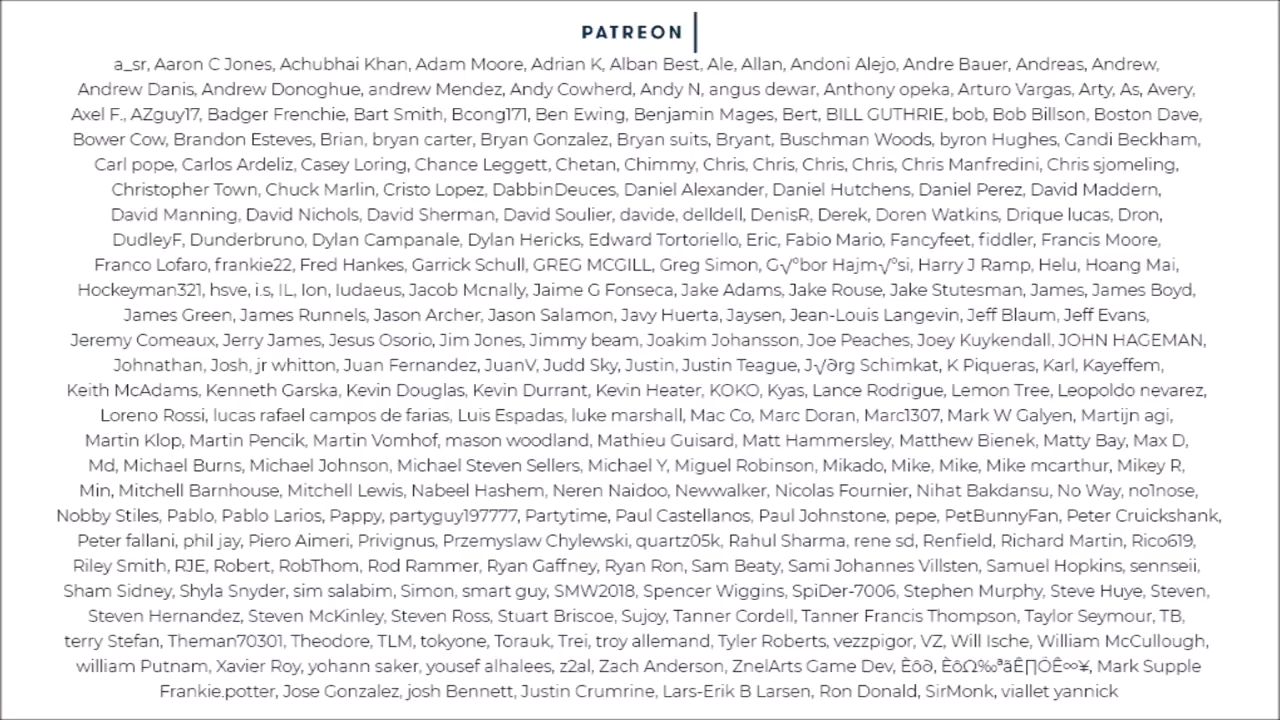 PATREON
a_sr, Aaron C Jones, Achubhai Khan, Adam Moore, Adrian K, Alban Best, Ale, Allan, Andoni Alejo, Andre Bauer, Andreas, Andrew,
Andrew Danis, Andrew Donoghue, andrew Mendez, Andy Cowherd, Andy N, angus dewar, Anthony opeka, Arturo Vargas, Arty, As, Avery,
Axel F., AZguy17, Badger Frenchie, Bart Smith, Bcong171, Ben Ewing, Benjamin Mages, Bert, BILL GUTHRIE, bob, Bob Billson, Boston Dave,
Bower Cow, Brandon Esteves, Brian, bryan carter, Bryan Gonzalez, Bryan suits, Bryant, Buschman Woods, byron Hughes, Candi Beckham,
Carl pope, Carlos Ardeliz, Casey Loring, Chance Leggett, Chetan, Chimmy, Chris, Chris, Chris, Chris, Chris Manfredini, Chris sjomeling,
Christopher Town, Chuck Marlin, Cristo Lopez, DabbinDeuces, Daniel Alexander, Daniel Hutchens, Daniel Perez, David Maddern,
David Manning, David Nichols, David Sherman, David Soulier, davide, delldell, DenisR, Derek, Doren Watkins, Drique lucas, Dron,
DudleyF, Dunderbruno, Dylan Campanale, Dylan Hericks, Edward Tortoriello, Eric, Fabio Mario, Fancyfeet, fiddler, Francis Moore,
Franco Lofaro, frankie22, Fred Hankes, Garrick Schull, GREG MCGILL, Greg Simon, G√°bor Hajm√°si, Harry J Ramp, Helu, Hoang Mai,
Hockeyman321, hsve, i.s, IL, Ion, Iudaeus, Jacob Mcnally, Jaime G Fonseca, Jake Adams, Jake Rouse, Jake Stutesman, James, James Boyd,
James Green, James Runnels, Jason Archer, Jason Salamon, Javy Huerta, Jaysen, Jean-Louis Langevin, Jeff Blaum, Jeff Evans,
Jeremy Comeaux, Jerry James, Jesus Osorio, Jim Jones, Jimmy beam, Joakim Johansson, Joe Peaches, Joey Kuykendall, JOHN HAGEMAN,
Johnathan, Josh, jr whitton, Juan Fernandez, JuanV, Judd Sky, Justin, Justin Teague, J√∂rg Schimkat, K Piqueras, Karl, Kayeffem,
Keith McAdams, Kenneth Garska, Kevin Douglas, Kevin Durrant, Kevin Heater, KOKO, Kyas, Lance Rodrigue, Lemon Tree, Leopoldo nevarez,
Loreno Rossi, lucas rafael campos de farias, Luis Espadas, luke marshall, Mac Co, Marc Doran, Marc1307, Mark W Galyen, Martijn agi,
Martin Klop, Martin Pencik, Martin Vomhof, mason woodland, Mathieu Guisard, Matt Hammersley, Matthew Bienek, Matty Bay, Max D,
Md, Michael Burns, Michael Johnson, Michael Steven Sellers, Michael Y, Miguel Robinson, Mikado, Mike, Mike, Mike mcarthur, Mikey R,
Min, Mitchell Barnhouse, Mitchell Lewis, Nabeel Hashem, Neren Naidoo, Newwalker, Nicolas Fournier, Nihat Bakdansu, No Way, no1nose,
Nobby Stiles, Pablo, Pablo Larios, Pappy, partyguy197777, Partytime, Paul Castellanos, Paul Johnstone, pepe, PetBunnyFan, Peter Cruickshank,
Peter fallani, phil jay, Piero Aimeri, Privignus, Przemyslaw Chylewski, quartz05k, Rahul Sharma, rene sd, Renfield, Richard Martin, Rico619,
Riley Smith, RJE, Robert, RobThom, Rod Rammer, Ryan Gaffney, Ryan Ron, Sam Beaty, Sami Johannes Villsten, Samuel Hopkins, sennseii,
Sham Sidney, Shyla Snyder, sim salabim, Simon, smart guy, SMW2018, Spencer Wiggins, SpiDer-7006, Stephen Murphy, Steve Huye, Steven,
Steven Hernandez, Steven McKinley, Steven Ross, Stuart Briscoe, Sujoy, Tanner Cordell, Tanner Francis Thompson, Taylor Seymour, TB,
terry Stefan, Theman70301, Theodore, TLM, tokyone, Torauk, Trei, troy allemand, Tyler Roberts, vezzpigor, VZ, Will Ische, William McCullough,
william Putnam, Xavier Roy, yohann saker, yousef alhalees, z2al, Zach Anderson, ZnelArts Game Dev, Èô∂, ÈôΩ‰ªãÊ∏ÖÊ∞¥, Mark Supple
Frankie.potter, Jose Gonzalez, josh Bennett, Justin Crumrine, Lars-Erik B Larsen, Ron Donald, SirMonk, viallet yannick